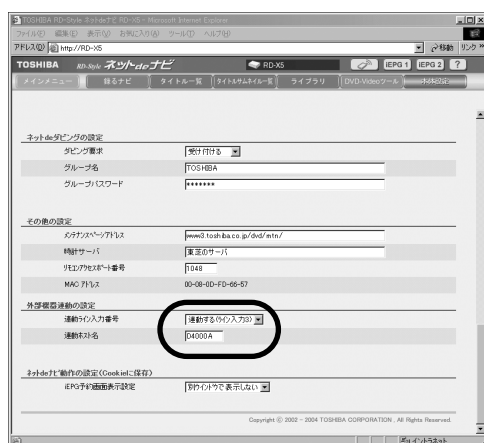 TOSHIBA RD-Style ネットdeナビ RD-X5 - Microsoft Internet Explorer
ファイル(F) 編集(E) 表示(V) お気に入り(A) ツール(T) ヘルプ(H)
アドレス(D) http://RD-X5 移動 リンク »
TOSHIBA RD-Style ネットdeナビ RD-X5 iEPG 1 iEPG 2 ?
メインメニュー 録るナビ タイトル一覧 タイトルサムネイル一覧 ライブラリ DVD-Videoツール 本体設定
ネットdeダビングの設定
ダビング要求 受け付ける
グループ名 TOSHIBA
グループパスワード *******
その他の設定
メンテナンスページアドレス www3.toshiba.co.jp/dvd/mtn/
時計サーバ 東芝のサーバ
リモコンアクセスポート番号 1048
MAC アドレス 00-08-0D-FD-66-57
外部機器連動の設定
連動ライン入力番号 連動する(ライン入力3)
連動ホスト名 D4000A
ネットdeナビ動作の設定(Cookieに保存)
iEPG予約画面表示設定 別ウインドウで表示しない
Copyright © 2002 - 2004 TOSHIBA CORPORATION , All Rights Reserved.
イントラネット